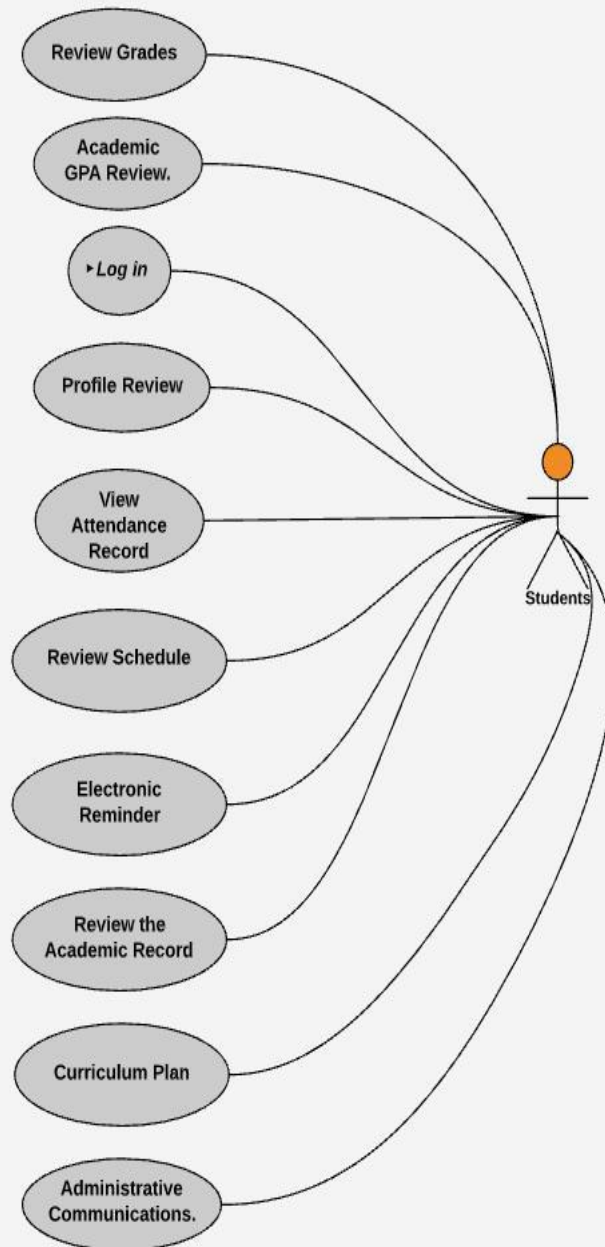 Review Grades
Academic
GPA Review.
Log in
Profile Review
View
Attendance
Record
Students
Review Schedule
Electronic
Reminder
Review the
Academic Record
Curriculum Plan
Administrative
Communications.